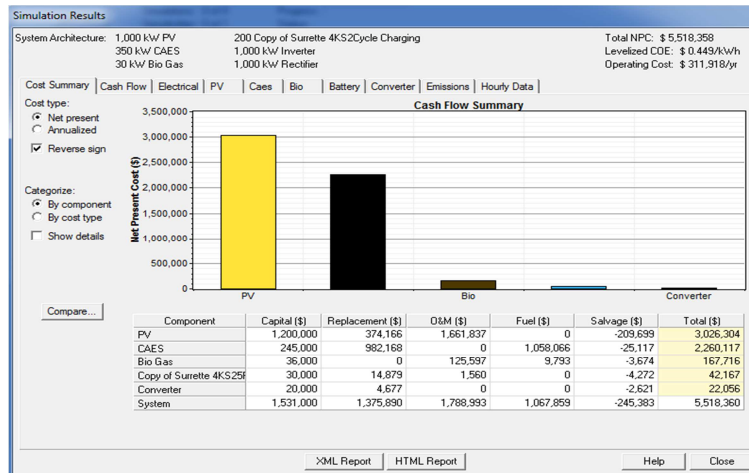 Simulation Results
System Architecture: 1,000 kW PV 200 Copy of Surrette 4KS2Cycle Charging Total NPC: $ 5,518,358
350 kW CAES 1,000 kW Inverter Levelized COE: $ 0.449/kWh
30 kW Bio Gas 1,000 kW Rectifier Operating Cost: $ 311,918/yr
Cost Summary Cash Flow Electrical PV Caes Bio Battery Converter Emissions Hourly Data
Cost type:
Net present
Annualized
Reverse sign
Categorize:
By component
By cost type
Show details
Compare...
Cash Flow Summary
Net Present Cost ($)
3,500,000
3,000,000
2,500,000
2,000,000
1,500,000
1,000,000
500,000
0
PV Bio Converter
Component Capital ($) Replacement ($) O&M ($) Fuel ($) Salvage ($) Total ($)
PV 1,200,000 374,166 1,661,837 0 -209,699 3,026,304
CAES 245,000 982,168 0 1,058,066 -25,117 2,260,117
Bio Gas 36,000 0 125,597 9,793 -3,674 167,716
Copy of Surrette 4KS25F 30,000 14,879 1,560 0 -4,272 42,167
Converter 20,000 4,677 0 0 -2,621 22,056
System 1,531,000 1,375,890 1,788,993 1,067,859 -245,383 5,518,360
XML Report HTML Report Help Close